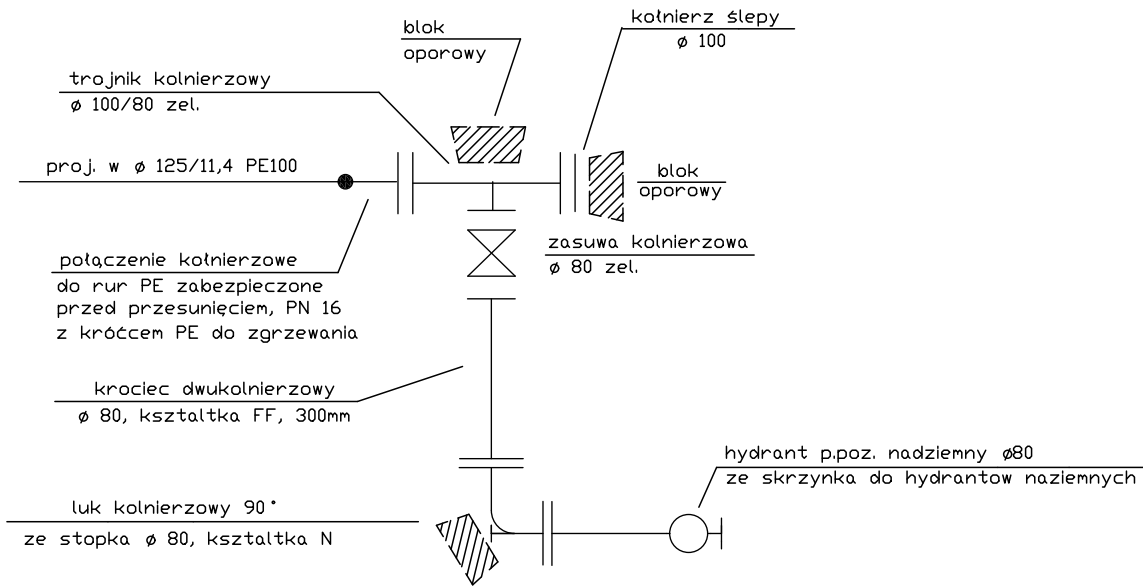 kołnierz ślepy
ø 100
blok
oporowy
trojnik kolnierzowy
ø 100/80 zel.
proj. w ø 125/11,4 PE100
blok
oporowy
zasuwa kolnierzowa
ø 80 zel.
połączenie kołnierzowe
do rur PE zabezpieczone
przed przesunięciem, PN 16
z króćcem PE do zgrzewania
krociec dwukolnierzowy
ø 80, ksztaltka FF, 300mm
hydrant p.poz. nadziemny ø80
ze skrzynka do hydrantow naziemnych
luk kolnierzowy 90°
ze stopka ø 80, ksztaltka N